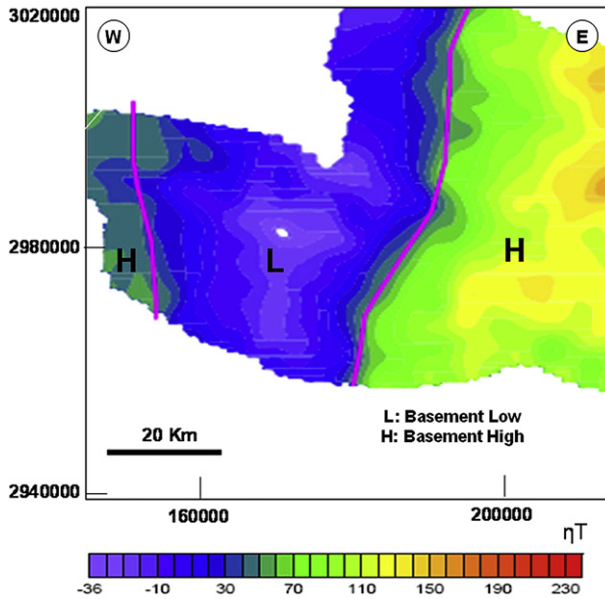 3020000
W
E
2980000
H
L
H
L: Basement Low
H: Basement High
20 Km
2940000
160000
200000
ηT
-36 -10 30 70 110 150 190 230